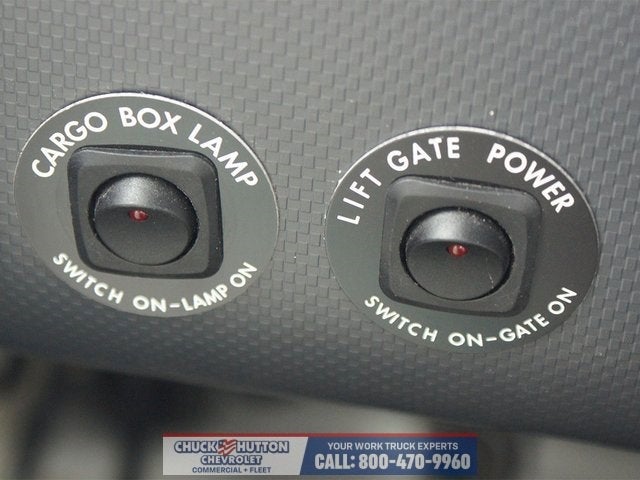 CARGO BOX LAMP
SWITCH ON-LAMP ON
LIFT GATE POWER
SWITCH ON-GATE ON
CHUCK HUTTON
CHEVROLET
COMMERCIAL • FLEET
YOUR WORK TRUCK EXPERTS
CALL: 800-470-9960